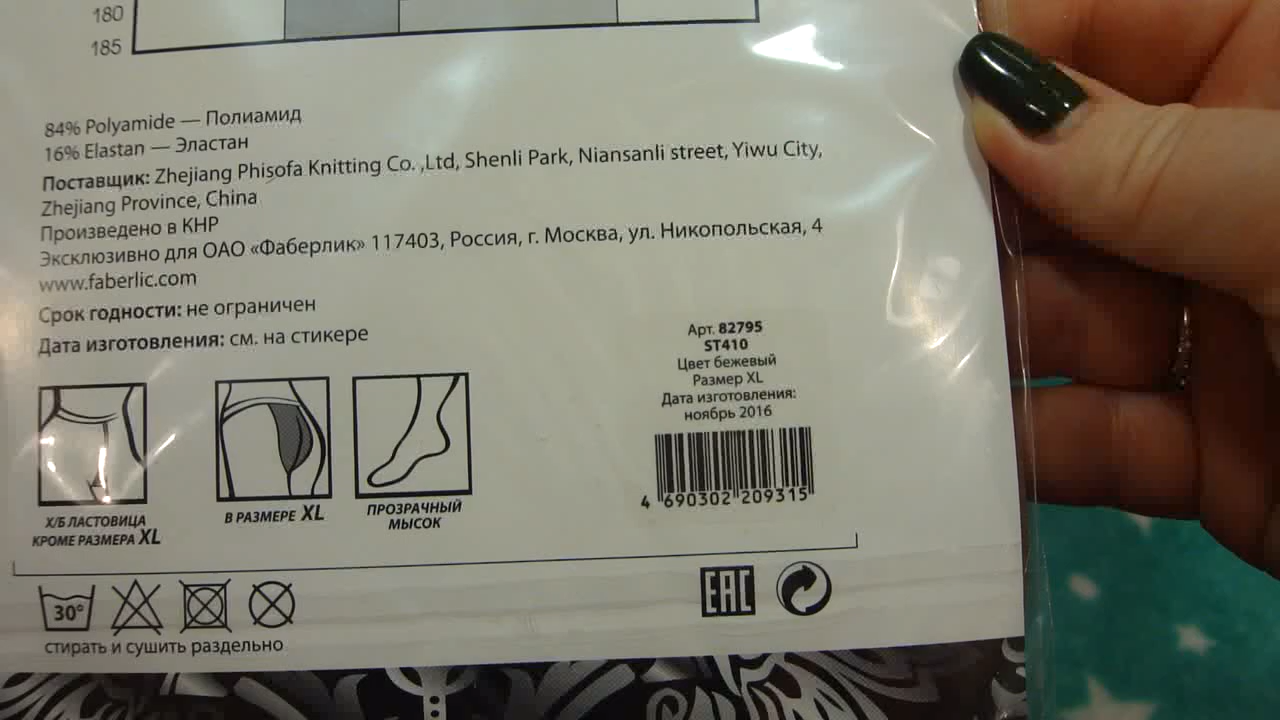 180
185
84% Polyamide — Полиамид
16% Elastan — Эластан
Поставщик: Zhejiang Phisofa Knitting Co. ,Ltd, Shenli Park, Niansanli street, Yiwu City,
Zhejiang Province, China
Произведено в КНР
Эксклюзивно для ОАО «Фаберлик» 117403, Россия, г. Москва, ул. Никопольская, 4
www.faberlic.com
Срок годности: не ограничен
Дата изготовления: см. на стикере
Арт. 82795
ST410
Цвет бежевый
Размер XL
Дата изготовления:
ноябрь 2016
4 690302 209315
Х/Б ЛАСТОВИЦА
КРОМЕ РАЗМЕРА XL
В РАЗМЕРЕ XL
ПРОЗРАЧНЫЙ
МЫСОК
30°
EAC
стирать и сушить раздельно